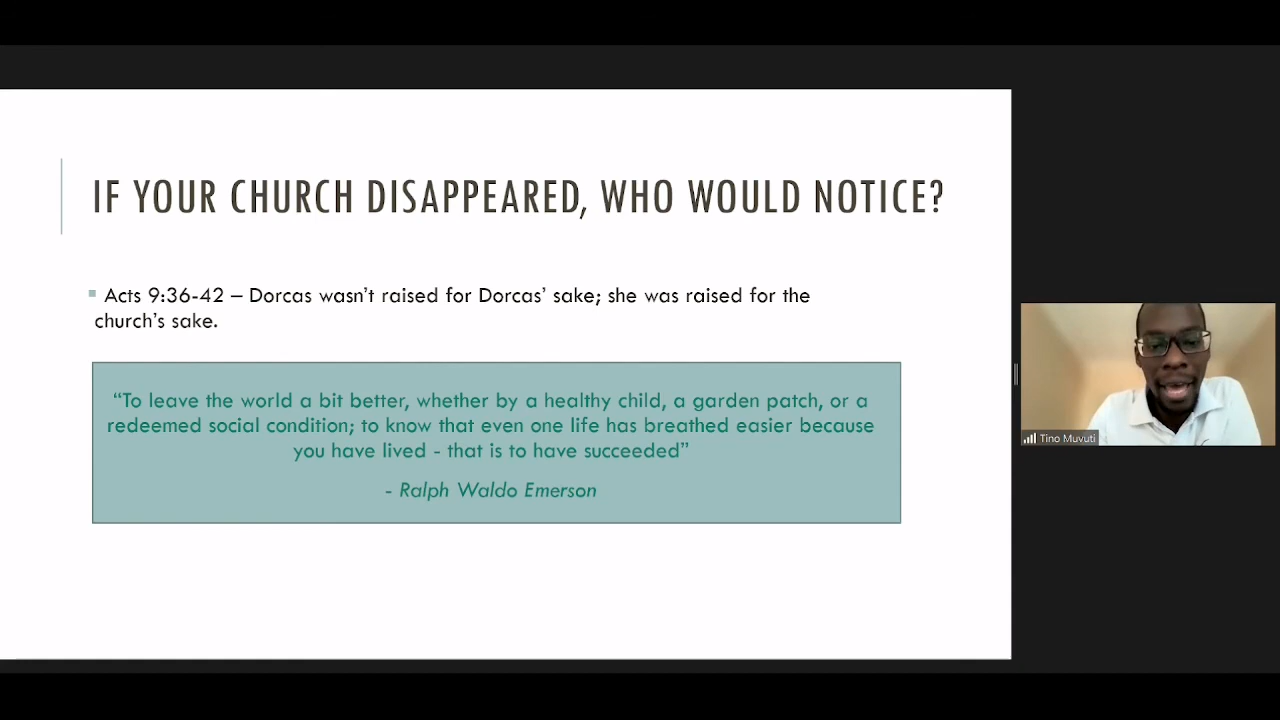 IF YOUR CHURCH DISAPPEARED, WHO WOULD NOTICE?
Acts 9:36-42 – Dorcas wasn’t raised for Dorcas’ sake; she was raised for the
church’s sake.
“To leave the world a bit better, whether by a healthy child, a garden patch, or a
redeemed social condition; to know that even one life has breathed easier because
you have lived - that is to have succeeded”
- Ralph Waldo Emerson
Tino Muvuti